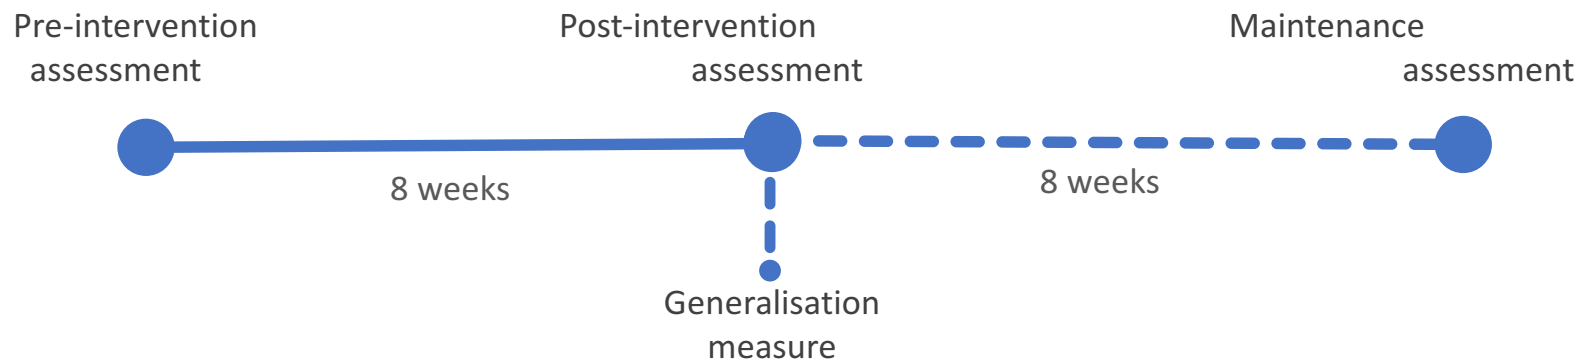 Pre-intervention
assessment
Post-intervention
assessment
Maintenance
assessment
8 weeks
8 weeks
Generalisation
measure